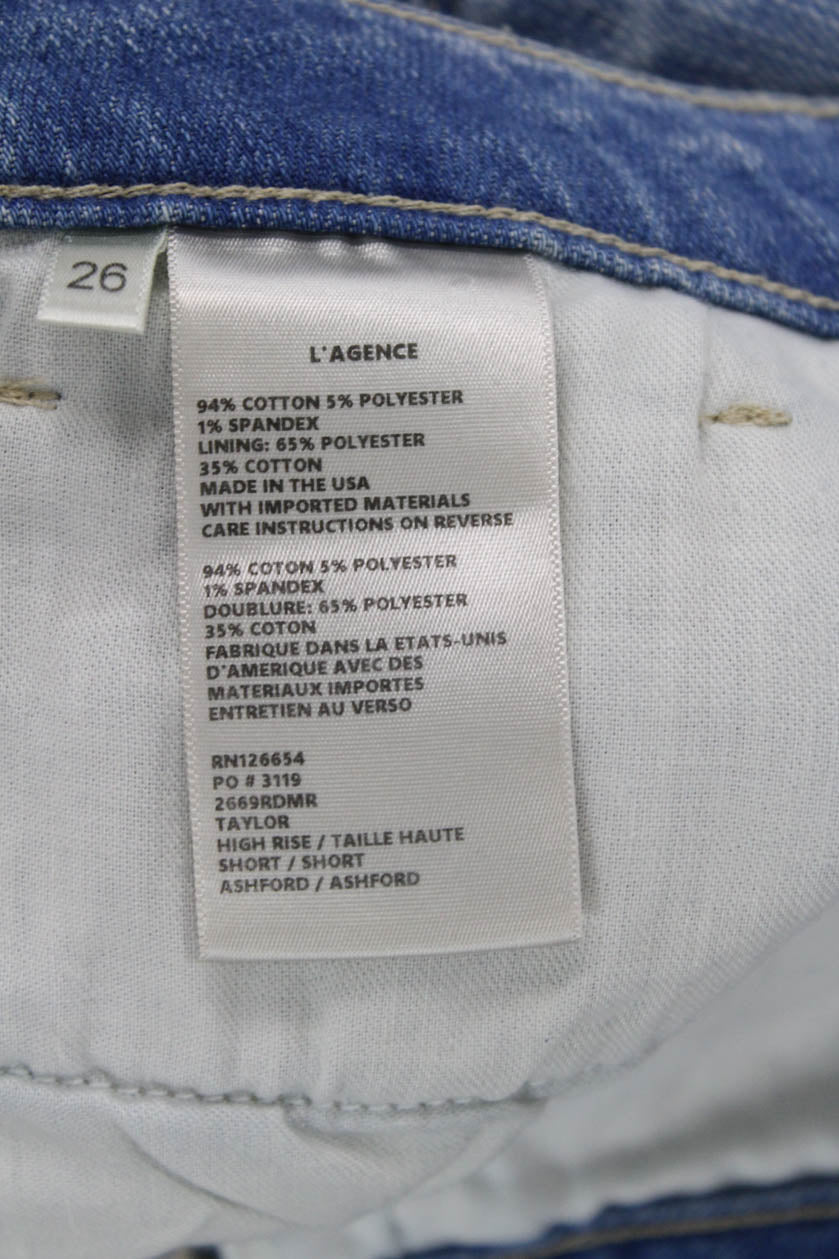 26
L'AGENCE
94% COTTON 5% POLYESTER
1% SPANDEX
LINING: 65% POLYESTER
35% COTTON
MADE IN THE USA
WITH IMPORTED MATERIALS
CARE INSTRUCTIONS ON REVERSE
94% COTON 5% POLYESTER
1% SPANDEX
DOUBLURE: 65% POLYESTER
35% COTON
FABRIQUE DANS LA ETATS-UNIS
D'AMERIQUE AVEC DES
MATERIAUX IMPORTES
ENTRETIEN AU VERSO
RN126654
PO # 3119
2669RDMR
TAYLOR
HIGH RISE / TAILLE HAUTE
SHORT / SHORT
ASHFORD / ASHFORD